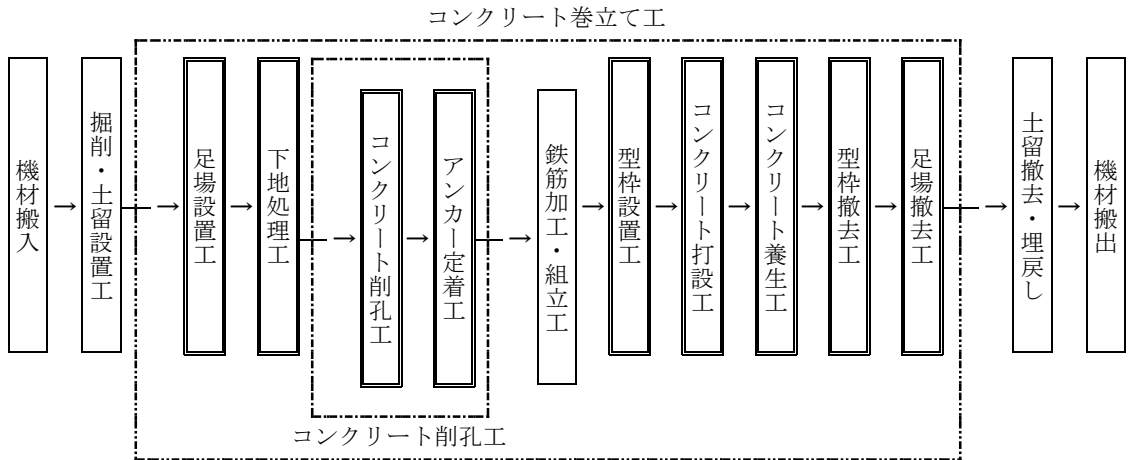 コンクリート巻立て工
機材搬入
→
掘削・土留設置工
→
足場設置工
→
下地処理工
→
コンクリート削孔工
→
アンカー定着工
→
鉄筋加工・組立工
→
型枠設置工
→
コンクリート打設工
→
コンクリート養生工
→
型枠撤去工
→
足場撤去工
→
土留撤去・埋戻し
→
機材搬出
コンクリート削孔工